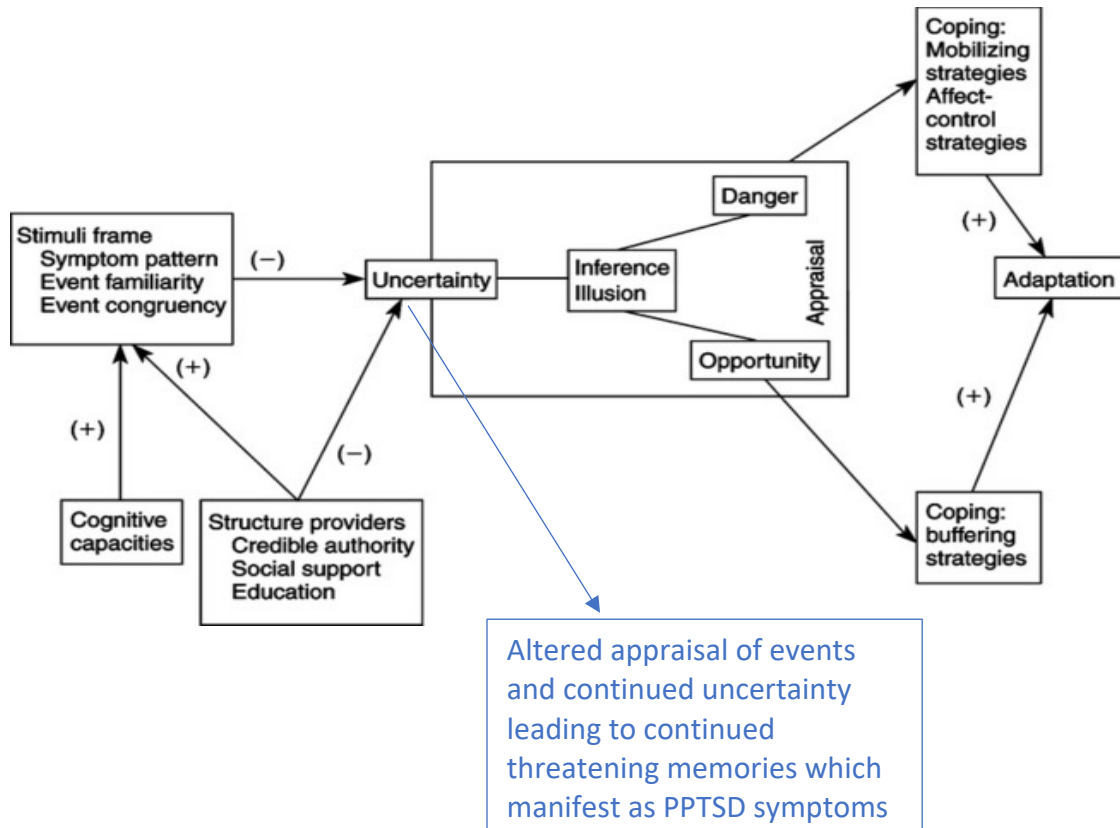 Stimuli frame
Symptom pattern
Event familiarity
Event congruency
(−)
(+)
(+)
Cognitive
capacities
Structure providers
Credible authority
Social support
Education
(−)
Uncertainty
Inference
Illusion
Danger
Opportunity
Appraisal
Coping:
Mobilizing
strategies
Affect-
control
strategies
(+)
Adaptation
(+)
Coping:
buffering
strategies
Altered appraisal of events
and continued uncertainty
leading to continued
threatening memories which
manifest as PPTSD symptoms